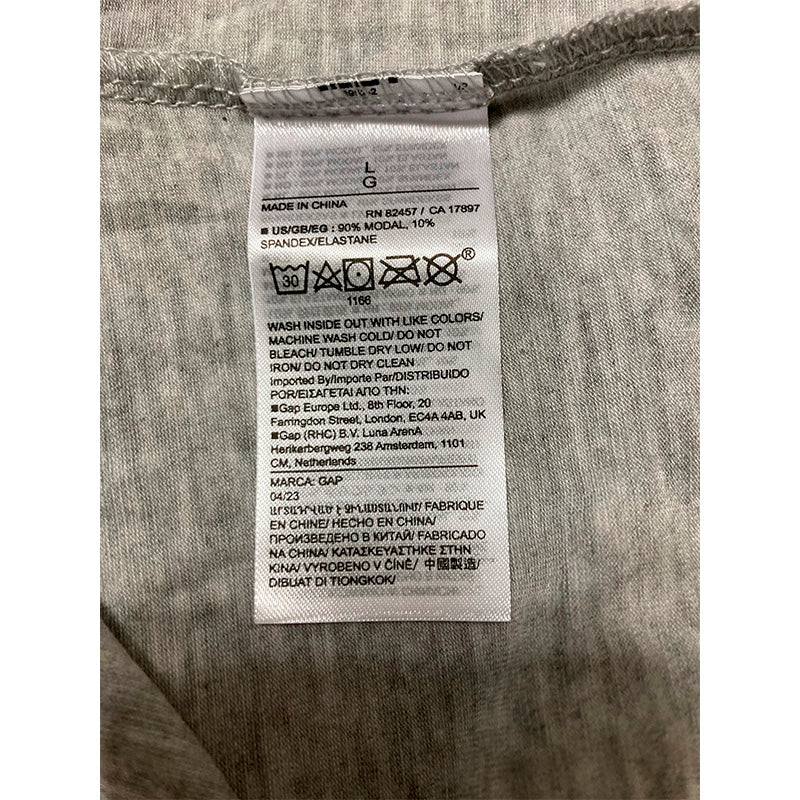 L
G
MADE IN CHINA
RN 82457 / CA 17897
■ US/GB/EG : 90% MODAL, 10%
SPANDEX/ELASTANE
30
®
1166
WASH INSIDE OUT WITH LIKE COLORS/
MACHINE WASH COLD/ DO NOT
BLEACH/ TUMBLE DRY LOW/ DO NOT
IRON/ DO NOT DRY CLEAN
Imported By/Importe Par/DISTRIBUIDO
POR/ΕΙΣΑΓΕΤΑΙ ΑΠΟ ΤΗΝ:
■Gap Europe Ltd., 8th Floor, 20
Farringdon Street, London, EC4A 4AB, UK
■Gap (RHC) B.V. Luna ArenA
Herikerbergweg 238 Amsterdam, 1101
CM, Netherlands
MARCA: GAP
04/23
ԱՐՏԱԴՐՎԱԾ Է ՉԻՆԱՍՏԱՆՈՒՄ/ FABRIQUE
EN CHINE/ HECHO EN CHINA/
ПРОИЗВЕДЕНО В КИТАЙ/ FABRICADO
NA CHINA/ ΚΑΤΑΣΚΕΥΑΣΤΗΚΕ ΣΤΗΝ
ΚΙΝΑ/ VYROBENO V ČÍNĚ/ 中國製造/
DIBUAT DI TIONGKOK/